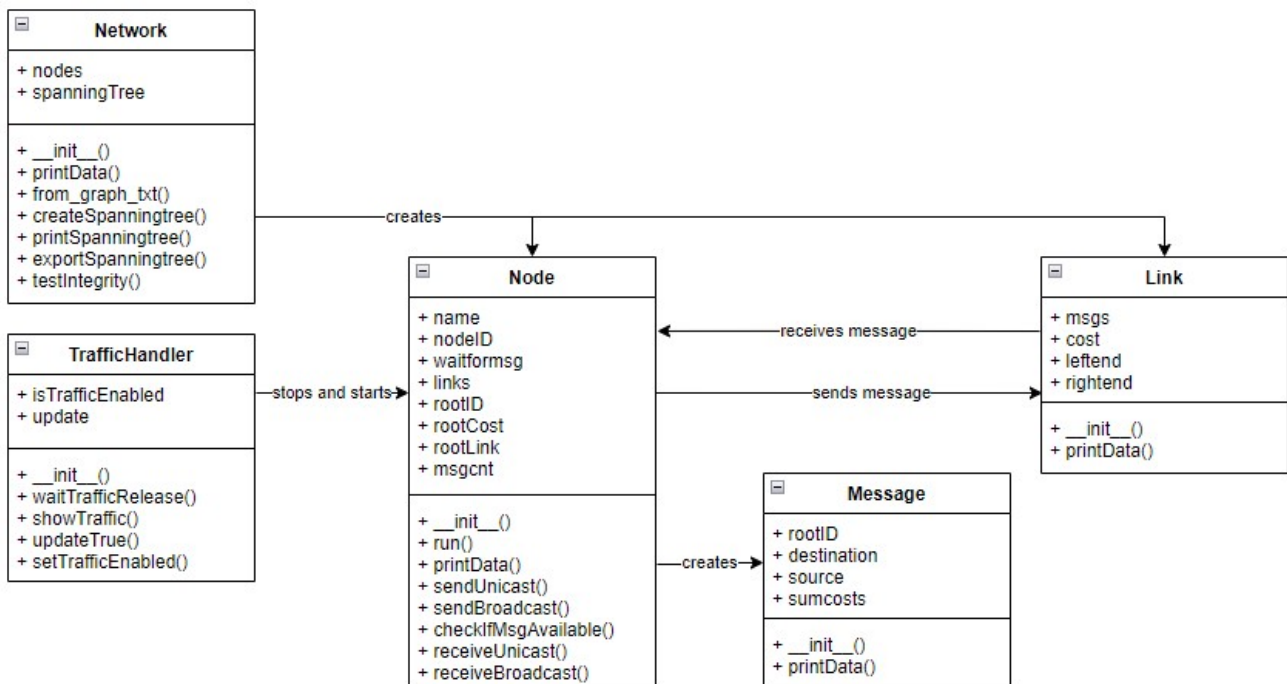 Network
+ nodes
+ spanningTree
+ __init__()
+ printData()
+ from_graph_txt()
+ createSpanningtree()
+ printSpanningtree()
+ exportSpanningtree()
+ testIntegrity()
creates
TrafficHandler
+ isTrafficEnabled
+ update
+ __init__()
+ waitTrafficRelease()
+ showTraffic()
+ updateTrue()
+ setTrafficEnabled()
stops and starts
Node
+ name
+ nodeID
+ waitformsg
+ links
+ rootID
+ rootCost
+ rootLink
+ msgcnt
+ __init__()
+ run()
+ printData()
+ sendUnicast()
+ sendBroadcast()
+ checkIfMsgAvailable()
+ receiveUnicast()
+ receiveBroadcast()
receives message
sends message
creates
Link
+ msgs
+ cost
+ leftend
+ rightend
+ __init__()
+ printData()
Message
+ rootID
+ destination
+ source
+ sumcosts
+ __init__()
+ printData()